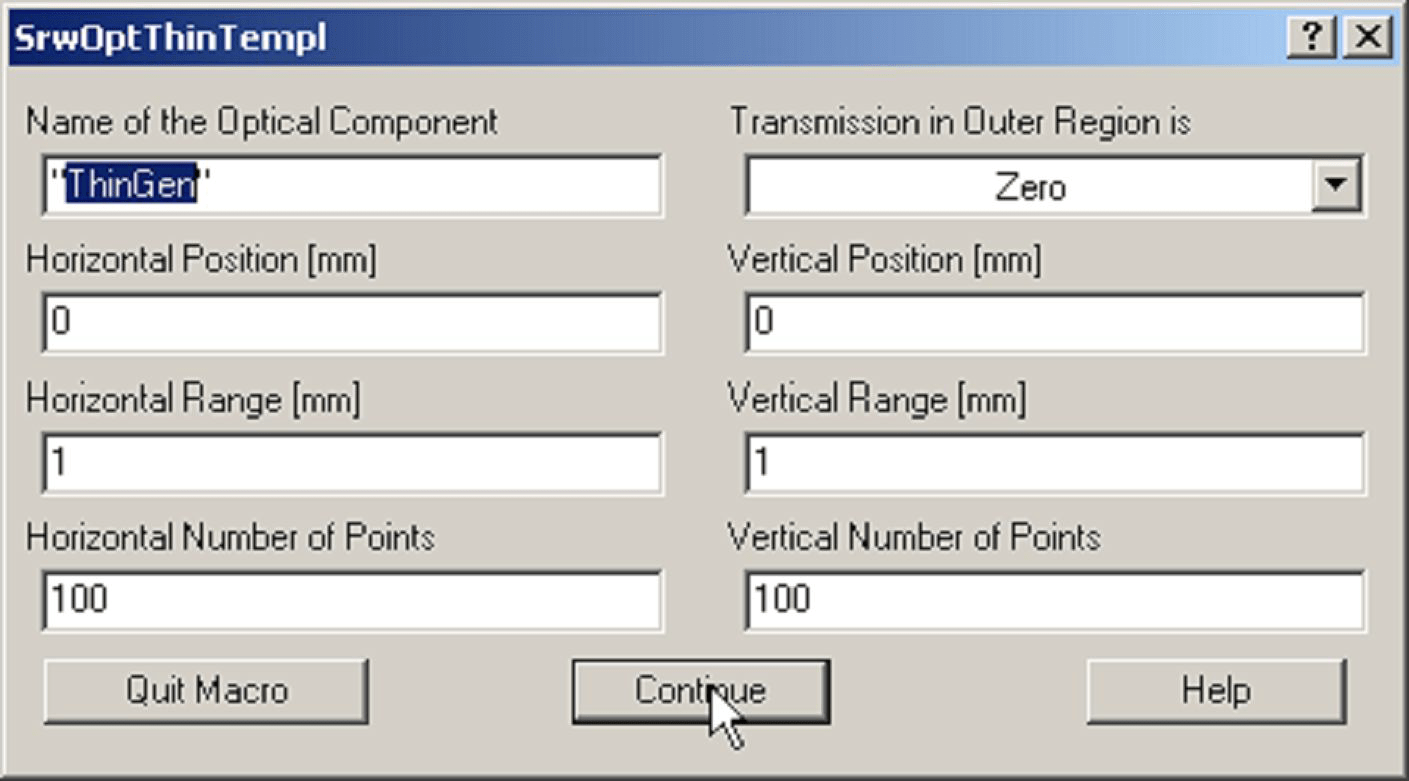 SrwOptThinTempl
Name of the Optical Component
Transmission in Outer Region is
"ThinGen"
Zero
Horizontal Position [mm]
Vertical Position [mm]
0
0
Horizontal Range [mm]
Vertical Range [mm]
1
1
Horizontal Number of Points
Vertical Number of Points
100
100
Quit Macro
Continue
Help